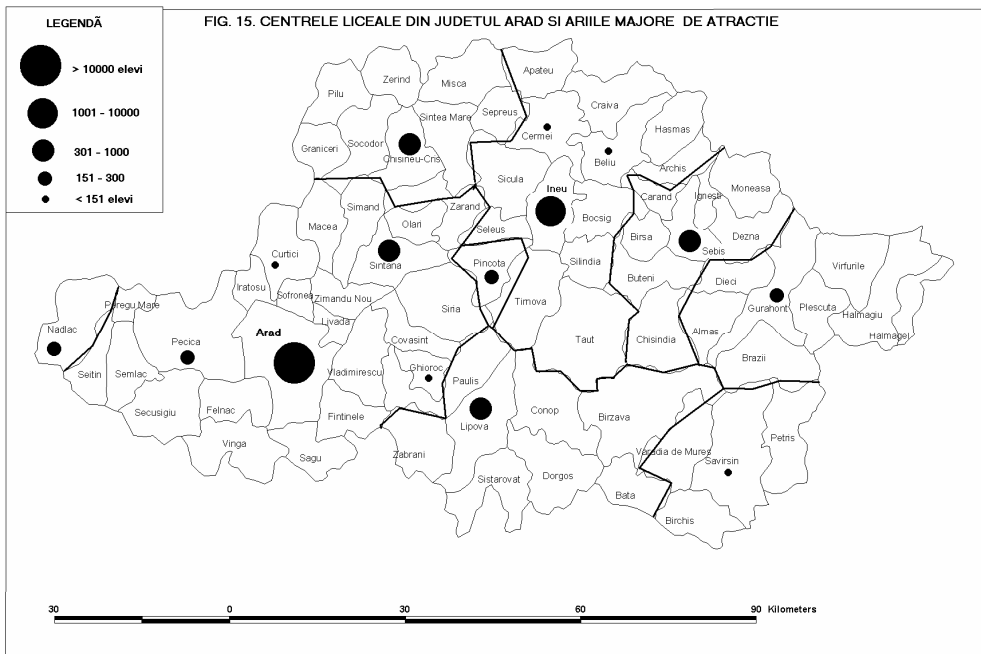 FIG. 15. CENTRELE LICEALE DIN JUDETUL ARAD SI ARIILE MAJORE DE ATRACTIE
LEGENDÃ
> 10000 elevi
1001 - 10000
301 - 1000
151 - 300
< 151 elevi
Apateu
Misca
Zerind
Pilu
Craiva
Sepreus
Sintea Mare
Hasmas
Cermei
Socodor
Graniceri
Chisineu-Cris
Beliu
Archis
Sicula
Moneasa
Ineu
Carand
Ignesti
Simand
Zarand
Macea
Olari
Bocsig
Seleus
Birsa
Dezna
Sebis
Curtici
Sintana
Pincota
Silindia
Virfurile
Buteni
Dieci
Iratosu
Sofronea
Zimandu Nou
Timova
Peregu Mare
Siria
Gurahont
Plescuta
Halmagiu
Livada
Nadlac
Arad
Almas
Halmagel
Pecica
Covasint
Taut
Chisindia
Brazii
Seitin
Semlac
Vladimirescu
Ghioroc
Paulis
Secusigiu
Felnac
Fintinele
Conop
Birzava
Lipova
Petris
Vinga
Sagu
Zabrani
Varadia de Mures
Savirsin
Sistarovat
Dorgos
Bata
Birchis
30 0 30 60 90 Kilometers